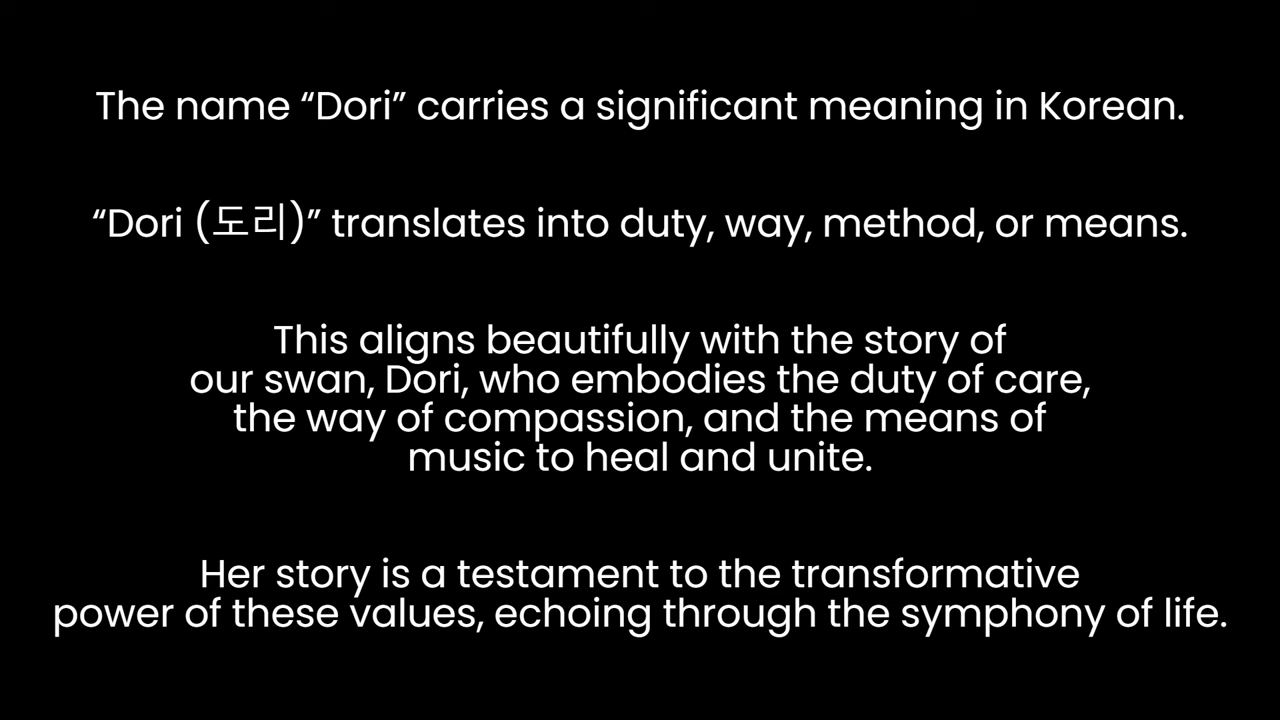 The name “Dori” carries a significant meaning in Korean.
“Dori (도리)” translates into duty, way, method, or means.
This aligns beautifully with the story of
our swan, Dori, who embodies the duty of care,
the way of compassion, and the means of
music to heal and unite.
Her story is a testament to the transformative
power of these values, echoing through the symphony of life.